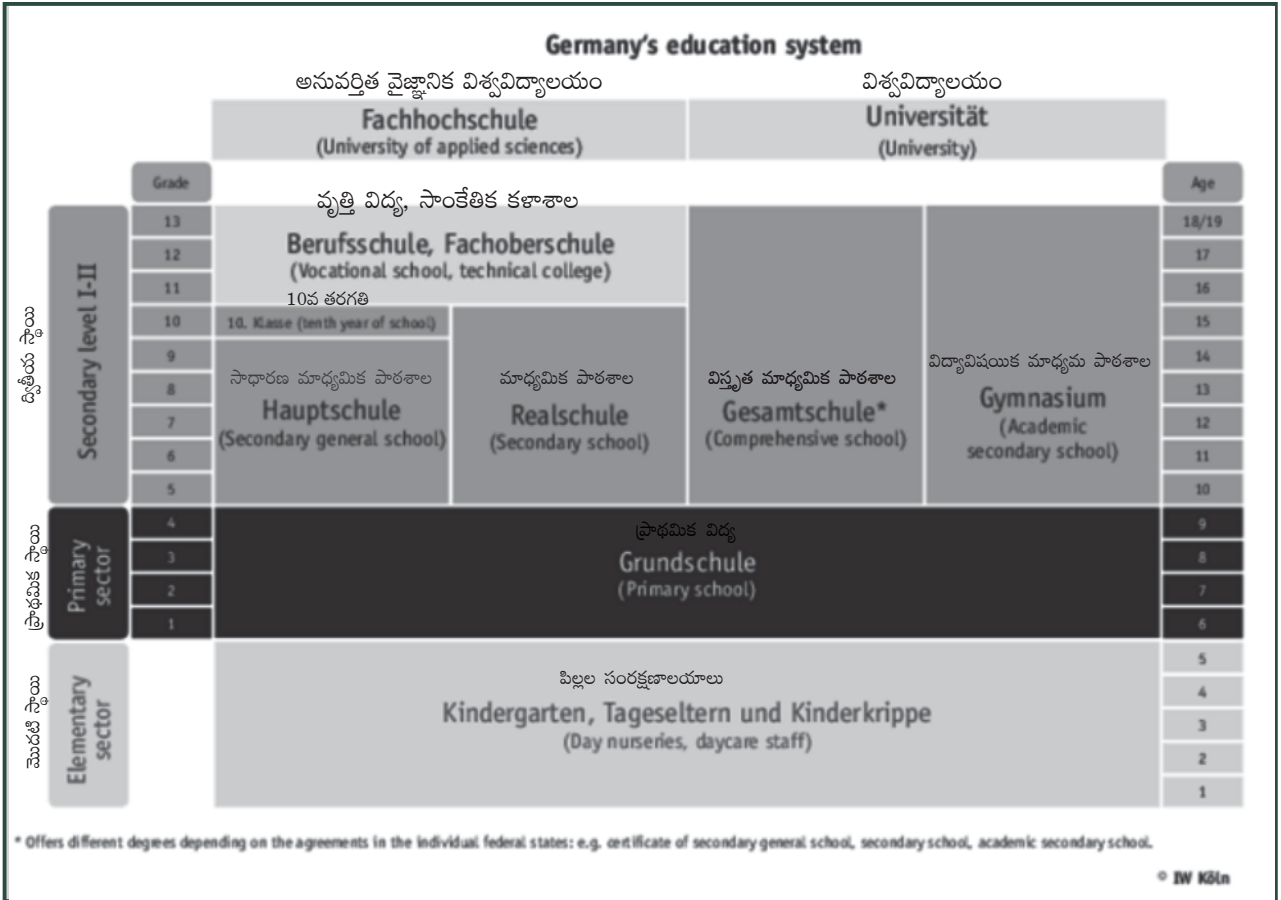 Germany's education system
అనువర్తిత వైజ్ఞానిక విశ్వవిద్యాలయం
విశ్వవిద్యాలయం
Fachhochschule
(University of applied sciences)
Universität
(University)
Grade
Age
వృత్తి విద్య, సాంకేతిక కళాశాల
Berufsschule, Fachoberschule
(Vocational school, technical college)
13
12
11
10
9
8
7
6
5
4
3
2
1
ద్వితీయ స్థాయి
Secondary level I-II
10వ తరగతి
10. Klasse (tenth year of school)
సాధారణ మాధ్యమిక పాఠశాల
Hauptschule
(Secondary general school)
మాధ్యమిక పాఠశాల
Realschule
(Secondary school)
విస్తృత మాధ్యమిక పాఠశాల
Gesamtschule*
(Comprehensive school)
విద్యావిషయిక మాధ్యమ పాఠశాల
Gymnasium
(Academic
secondary school)
18/19
17
16
15
14
13
12
11
10
9
8
7
6
5
4
3
2
1
ప్రాథమిక స్థాయి
Primary
sector
ప్రాథమిక విద్య
Grundschule
(Primary school)
మొదటి స్థాయి
Elementary
sector
పిల్లల సంరక్షణాలయాలు
Kindergarten, Tageseltern und Kinderkrippe
(Day nurseries, daycare staff)
* Offers different degrees depending on the agreements in the individual federal states: e.g. certificate of secondary general school, secondary school, academic secondary school.
© IW Köln